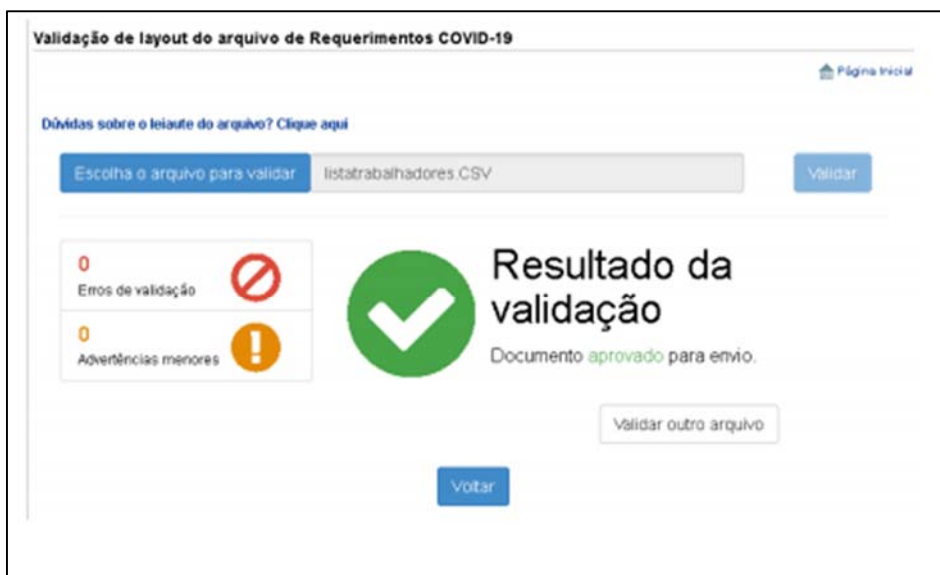 Validação de layout do arquivo de Requerimentos COVID-19
Página Inicial
Dúvidas sobre o leiaute do arquivo? Clique aqui
Escolha o arquivo para validar
listatrabalhadores.CSV
Validar
0
Erros de validação
0
Advertências menores
Resultado da
validação
Documento aprovado para envio.
Validar outro arquivo
Voltar